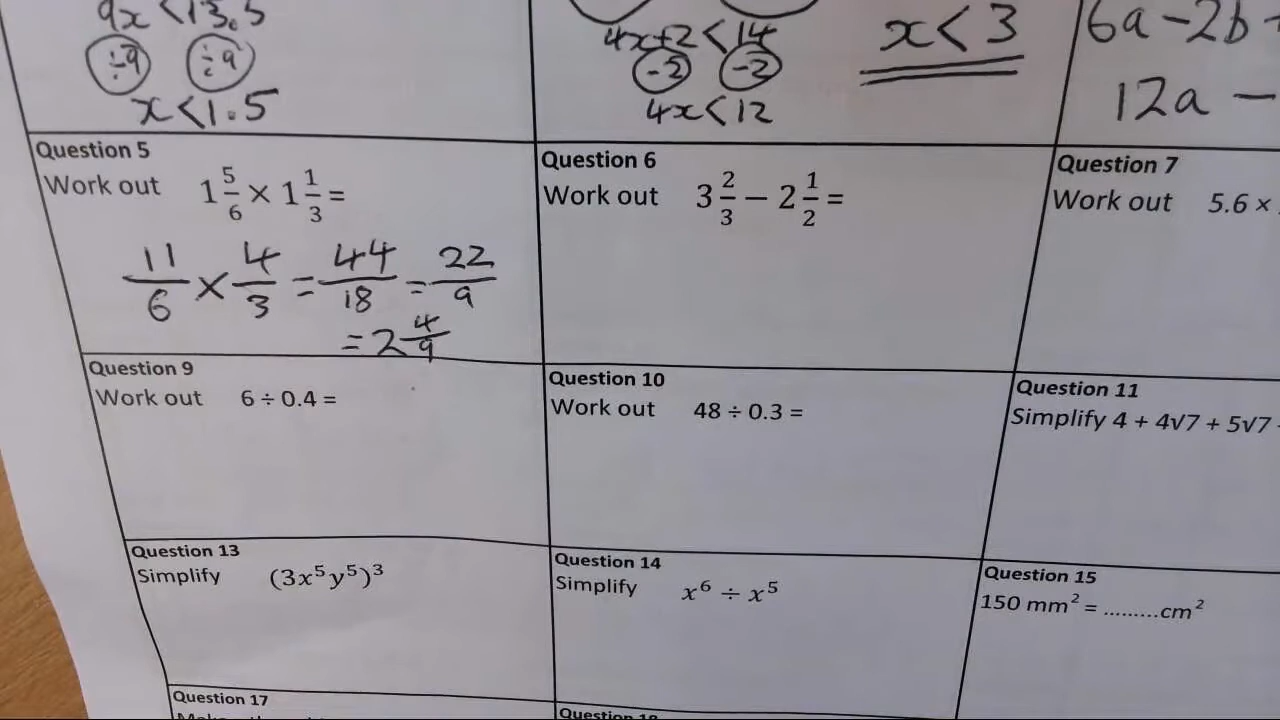 9x < 13.5
÷9 ÷9
x < 1.5
4x+2 < 14
-2 -2
4x < 12
x < 3
6a - 2b
12a -
Question 5
Work out 1 5/6 × 1 1/3 =
11/6 × 4/3 = 44/18 = 22/9
= 2 4/9
Question 6
Work out 3 2/3 − 2 1/2 =
Question 7
Work out 5.6 ×
Question 9
Work out 6 ÷ 0.4 =
Question 10
Work out 48 ÷ 0.3 =
Question 11
Simplify 4 + 4√7 + 5√7
Question 13
Simplify (3x⁵y⁵)³
Question 14
Simplify x⁶ ÷ x⁵
Question 15
150 mm² = .........cm²
Question 17
Question 18